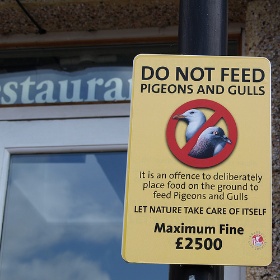 estaura
DO NOT FEED
PIGEONS AND GULLS
It is an offence to deliberately
place food on the ground to
feed Pigeons and Gulls
LET NATURE TAKE CARE OF ITSELF
Maximum Fine
£2500